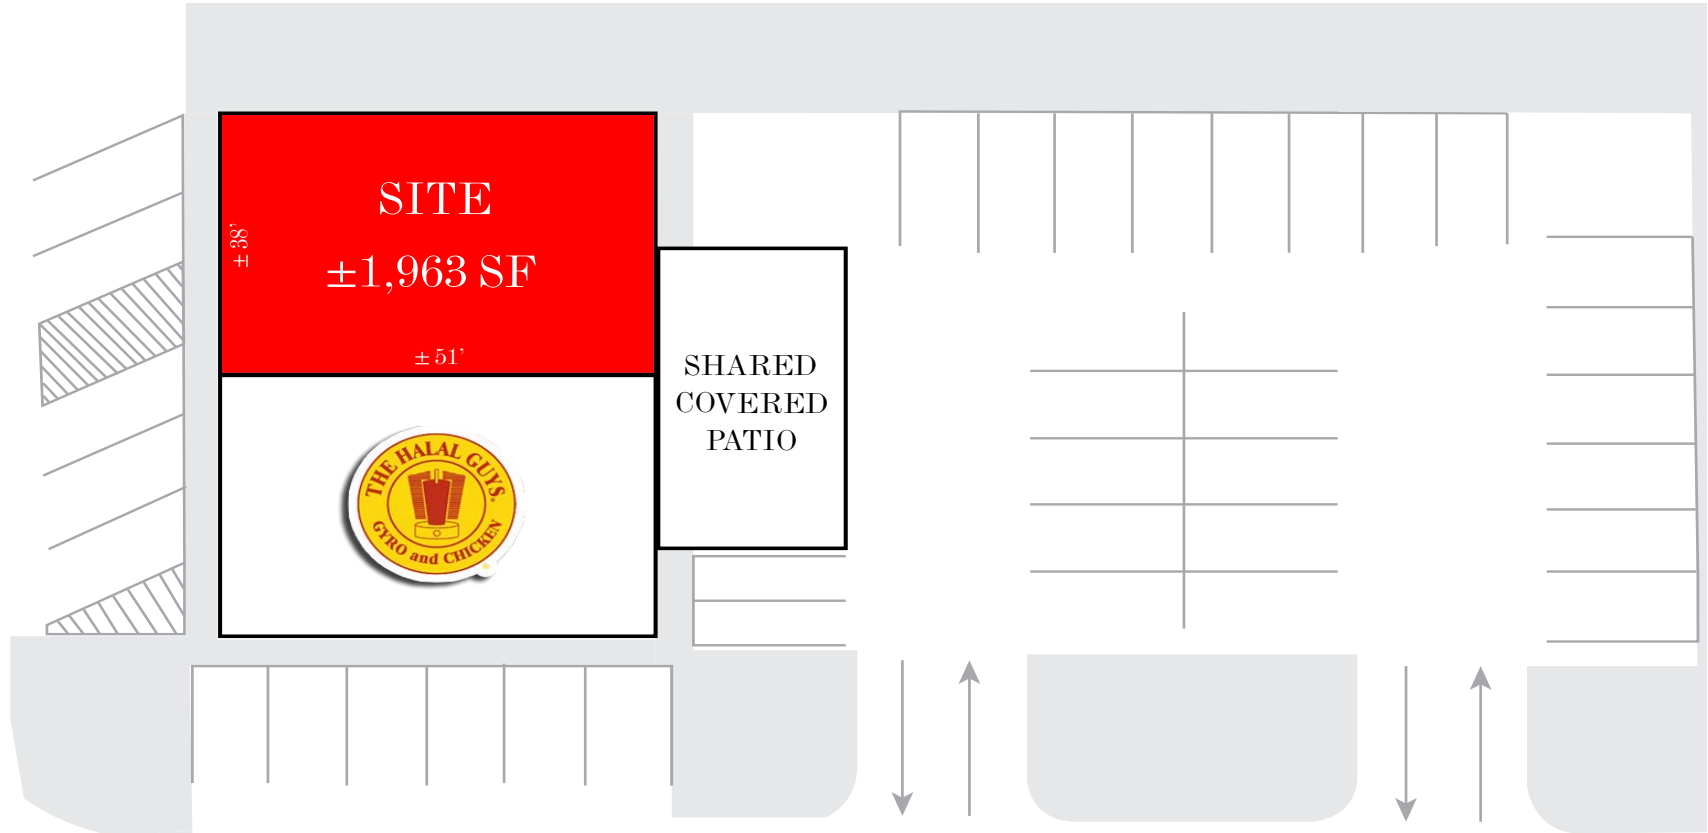 SITE
±1,963 SF
±38'
±51'
SHARED
COVERED
PATIO
THE HALAL GUYS.
GYRO and CHICKEN